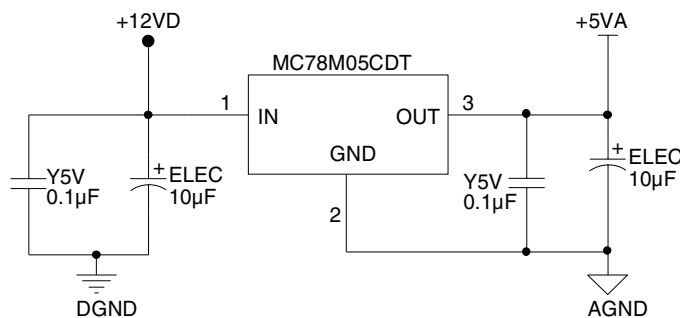 +12VD
+5VA
MC78M05CDT
1
IN
OUT
3
GND
2
Y5V
0.1µF
+
ELEC
10µF
Y5V
0.1µF
+
ELEC
10µF
DGND
AGND